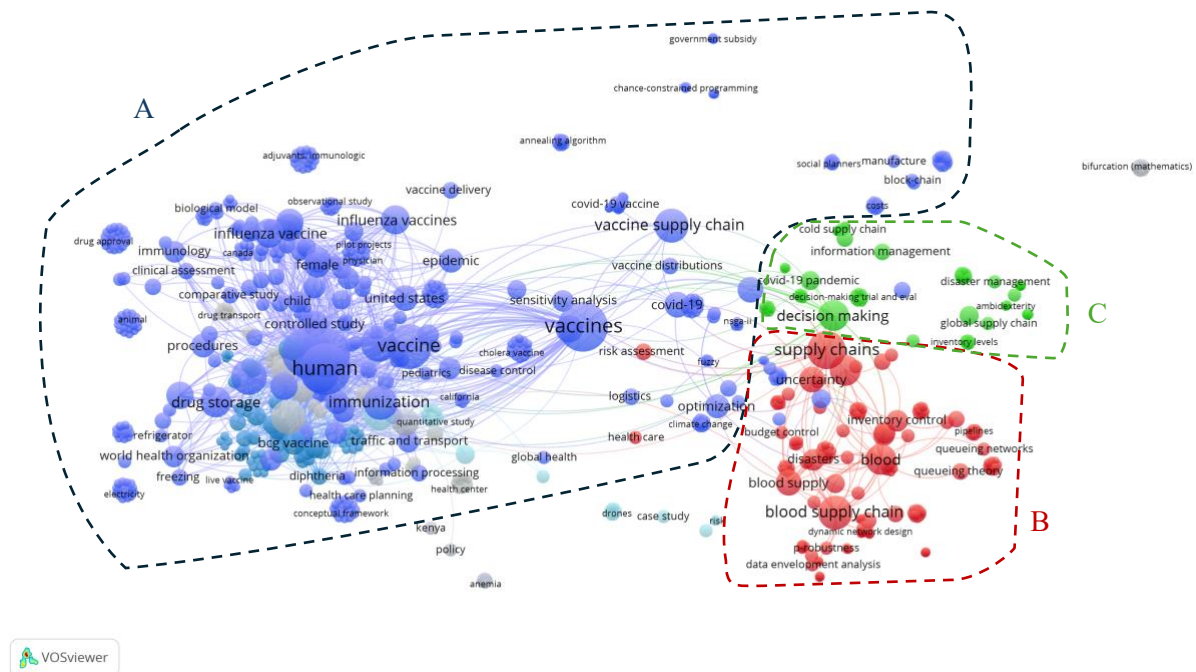 government subsidy
chance-constrained programming
A
annealing algorithm
adjuvants, immunologic
social planners
manufacture
bifurcation (mathematics)
block-chain
vaccine delivery
observational study
covid-19 vaccine
costs
biological model
influenza vaccines
vaccine supply chain
cold supply chain
influenza vaccine
drug approval
pilot projects
immunology
canada
physician
information management
female
epidemic
vaccine distributions
clinical assessment
covid-19 pandemic
disaster management
comparative study
child
united states
sensitivity analysis
decision-making trial and eval
covid-19
ambidexterity
drug transport
animal
controlled study
vaccines
nsga-ii
decision making
global supply chain
C
procedures
vaccine
cholera vaccine
risk assessment
supply chains
inventory levels
human
pediatrics
disease control
fuzzy
uncertainty
california
logistics
drug storage
immunization
optimization
quantitative study
climate change
inventory control
refrigerator
bcg vaccine
traffic and transport
health care
budget control
pipelines
world health organization
global health
disasters
blood
queueing networks
freezing
live vaccine
diphtheria
information processing
queueing theory
electricity
health care planning
health center
blood supply
conceptual framework
drones
case study
risk
blood supply chain
B
kenya
dynamic network design
policy
p-robustness
data envelopment analysis
anemia
VOSviewer